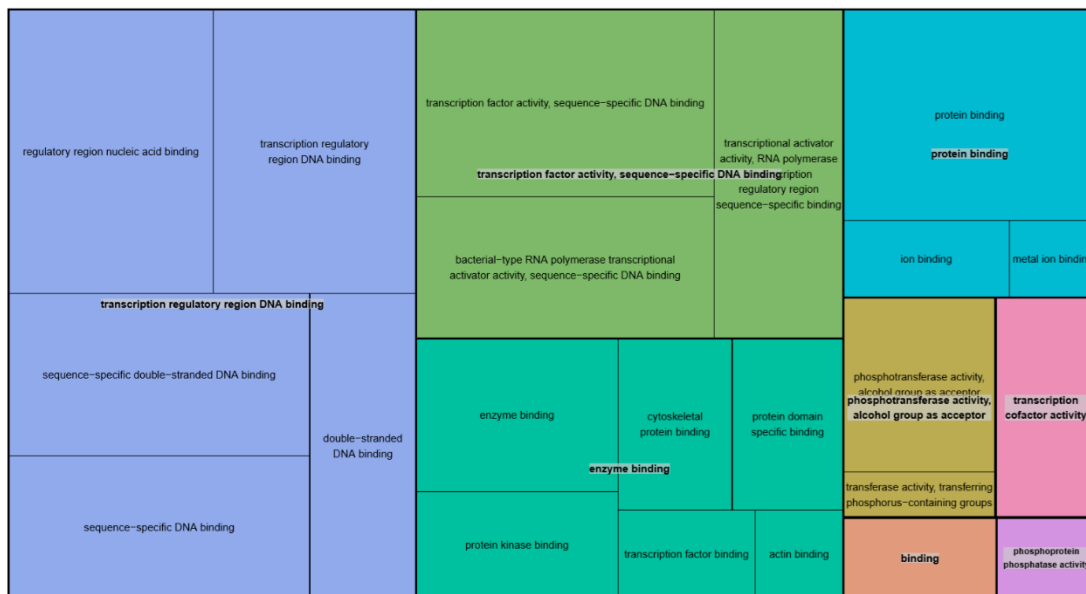 regulatory region nucleic acid binding
transcription regulatory
region DNA binding
transcription regulatory region DNA binding
sequence-specific double-stranded DNA binding
double-stranded
DNA binding
sequence-specific DNA binding
transcription factor activity, sequence-specific DNA binding
transcriptional activator
activity, RNA polymerase
transcription factor activity, sequence-specific DNA binding
regulatory region
sequence-specific binding
bacterial-type RNA polymerase transcriptional
activator activity, sequence-specific DNA binding
enzyme binding
cytoskeletal
protein binding
protein domain
specific binding
enzyme binding
protein kinase binding
transcription factor binding
actin binding
protein binding
protein binding
ion binding
metal ion binding
phosphotransferase activity,
alcohol group as acceptor
phosphotransferase activity,
alcohol group as acceptor
transferase activity, transferring
phosphorus-containing groups
transcription
cofactor activity
binding
phosphoprotein
phosphatase activity